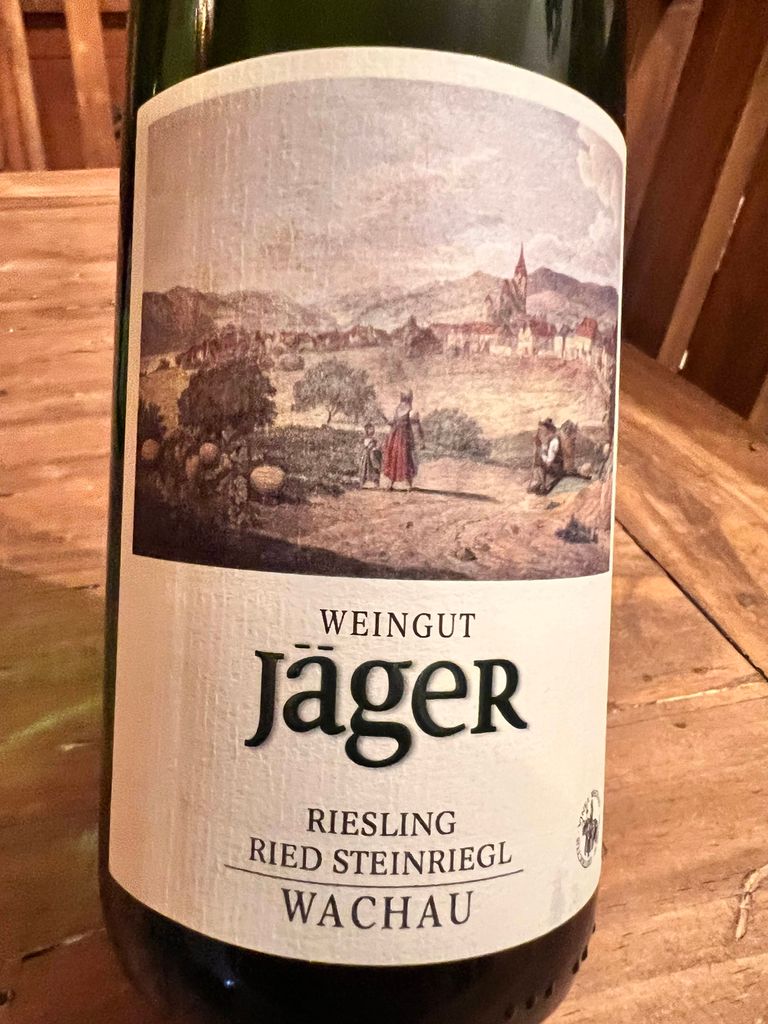 WEINGUT
JägeR
RIESLING
RIED STEINRIEGL
WACHAU